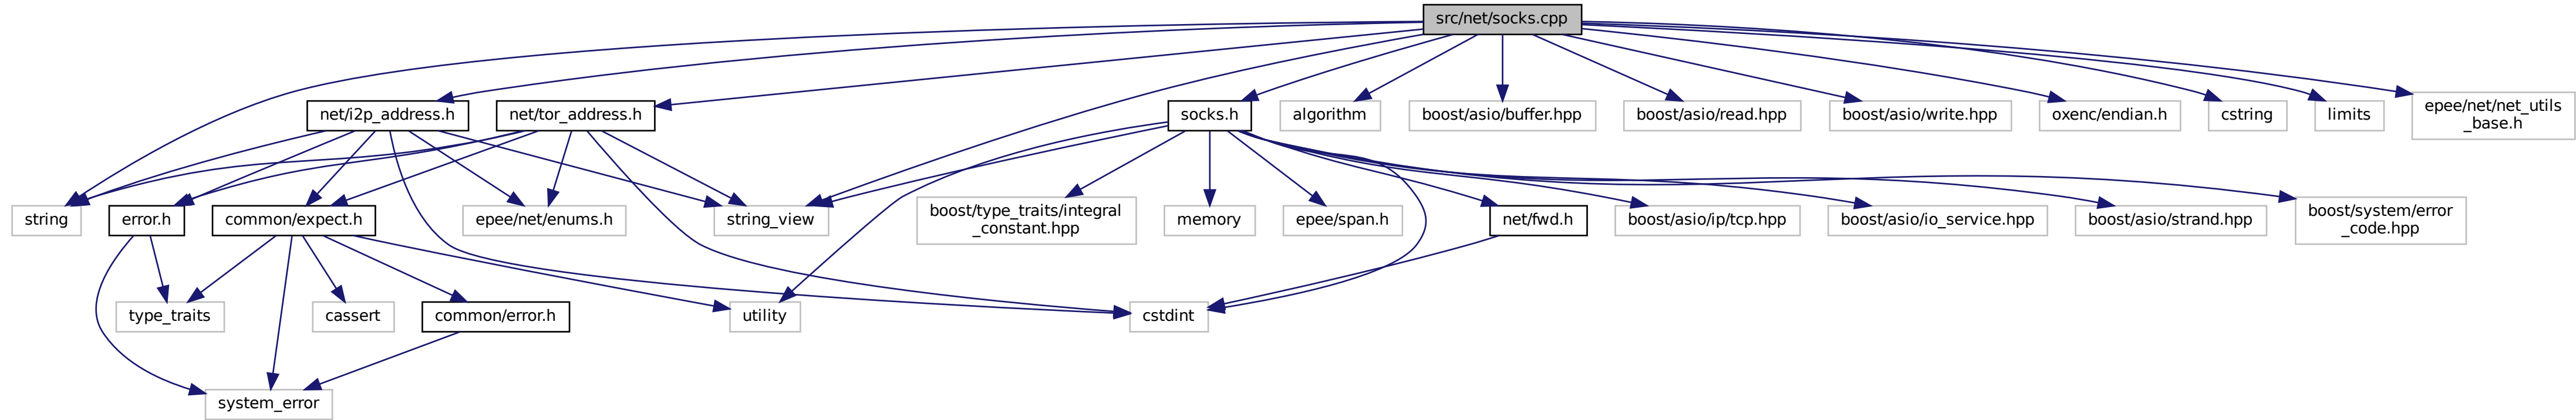 src/net/socks.cpp
net/i2p_address.h
net/tor_address.h
socks.h
algorithm
boost/asio/buffer.hpp
boost/asio/read.hpp
boost/asio/write.hpp
oxenc/endian.h
cstring
limits
epee/net/net_utils
_base.h
string
error.h
common/expect.h
epee/net/enums.h
string_view
boost/type_traits/integral
_constant.hpp
memory
epee/span.h
net/fwd.h
boost/asio/ip/tcp.hpp
boost/asio/io_service.hpp
boost/asio/strand.hpp
boost/system/error
_code.hpp
type_traits
cassert
common/error.h
utility
cstdint
system_error